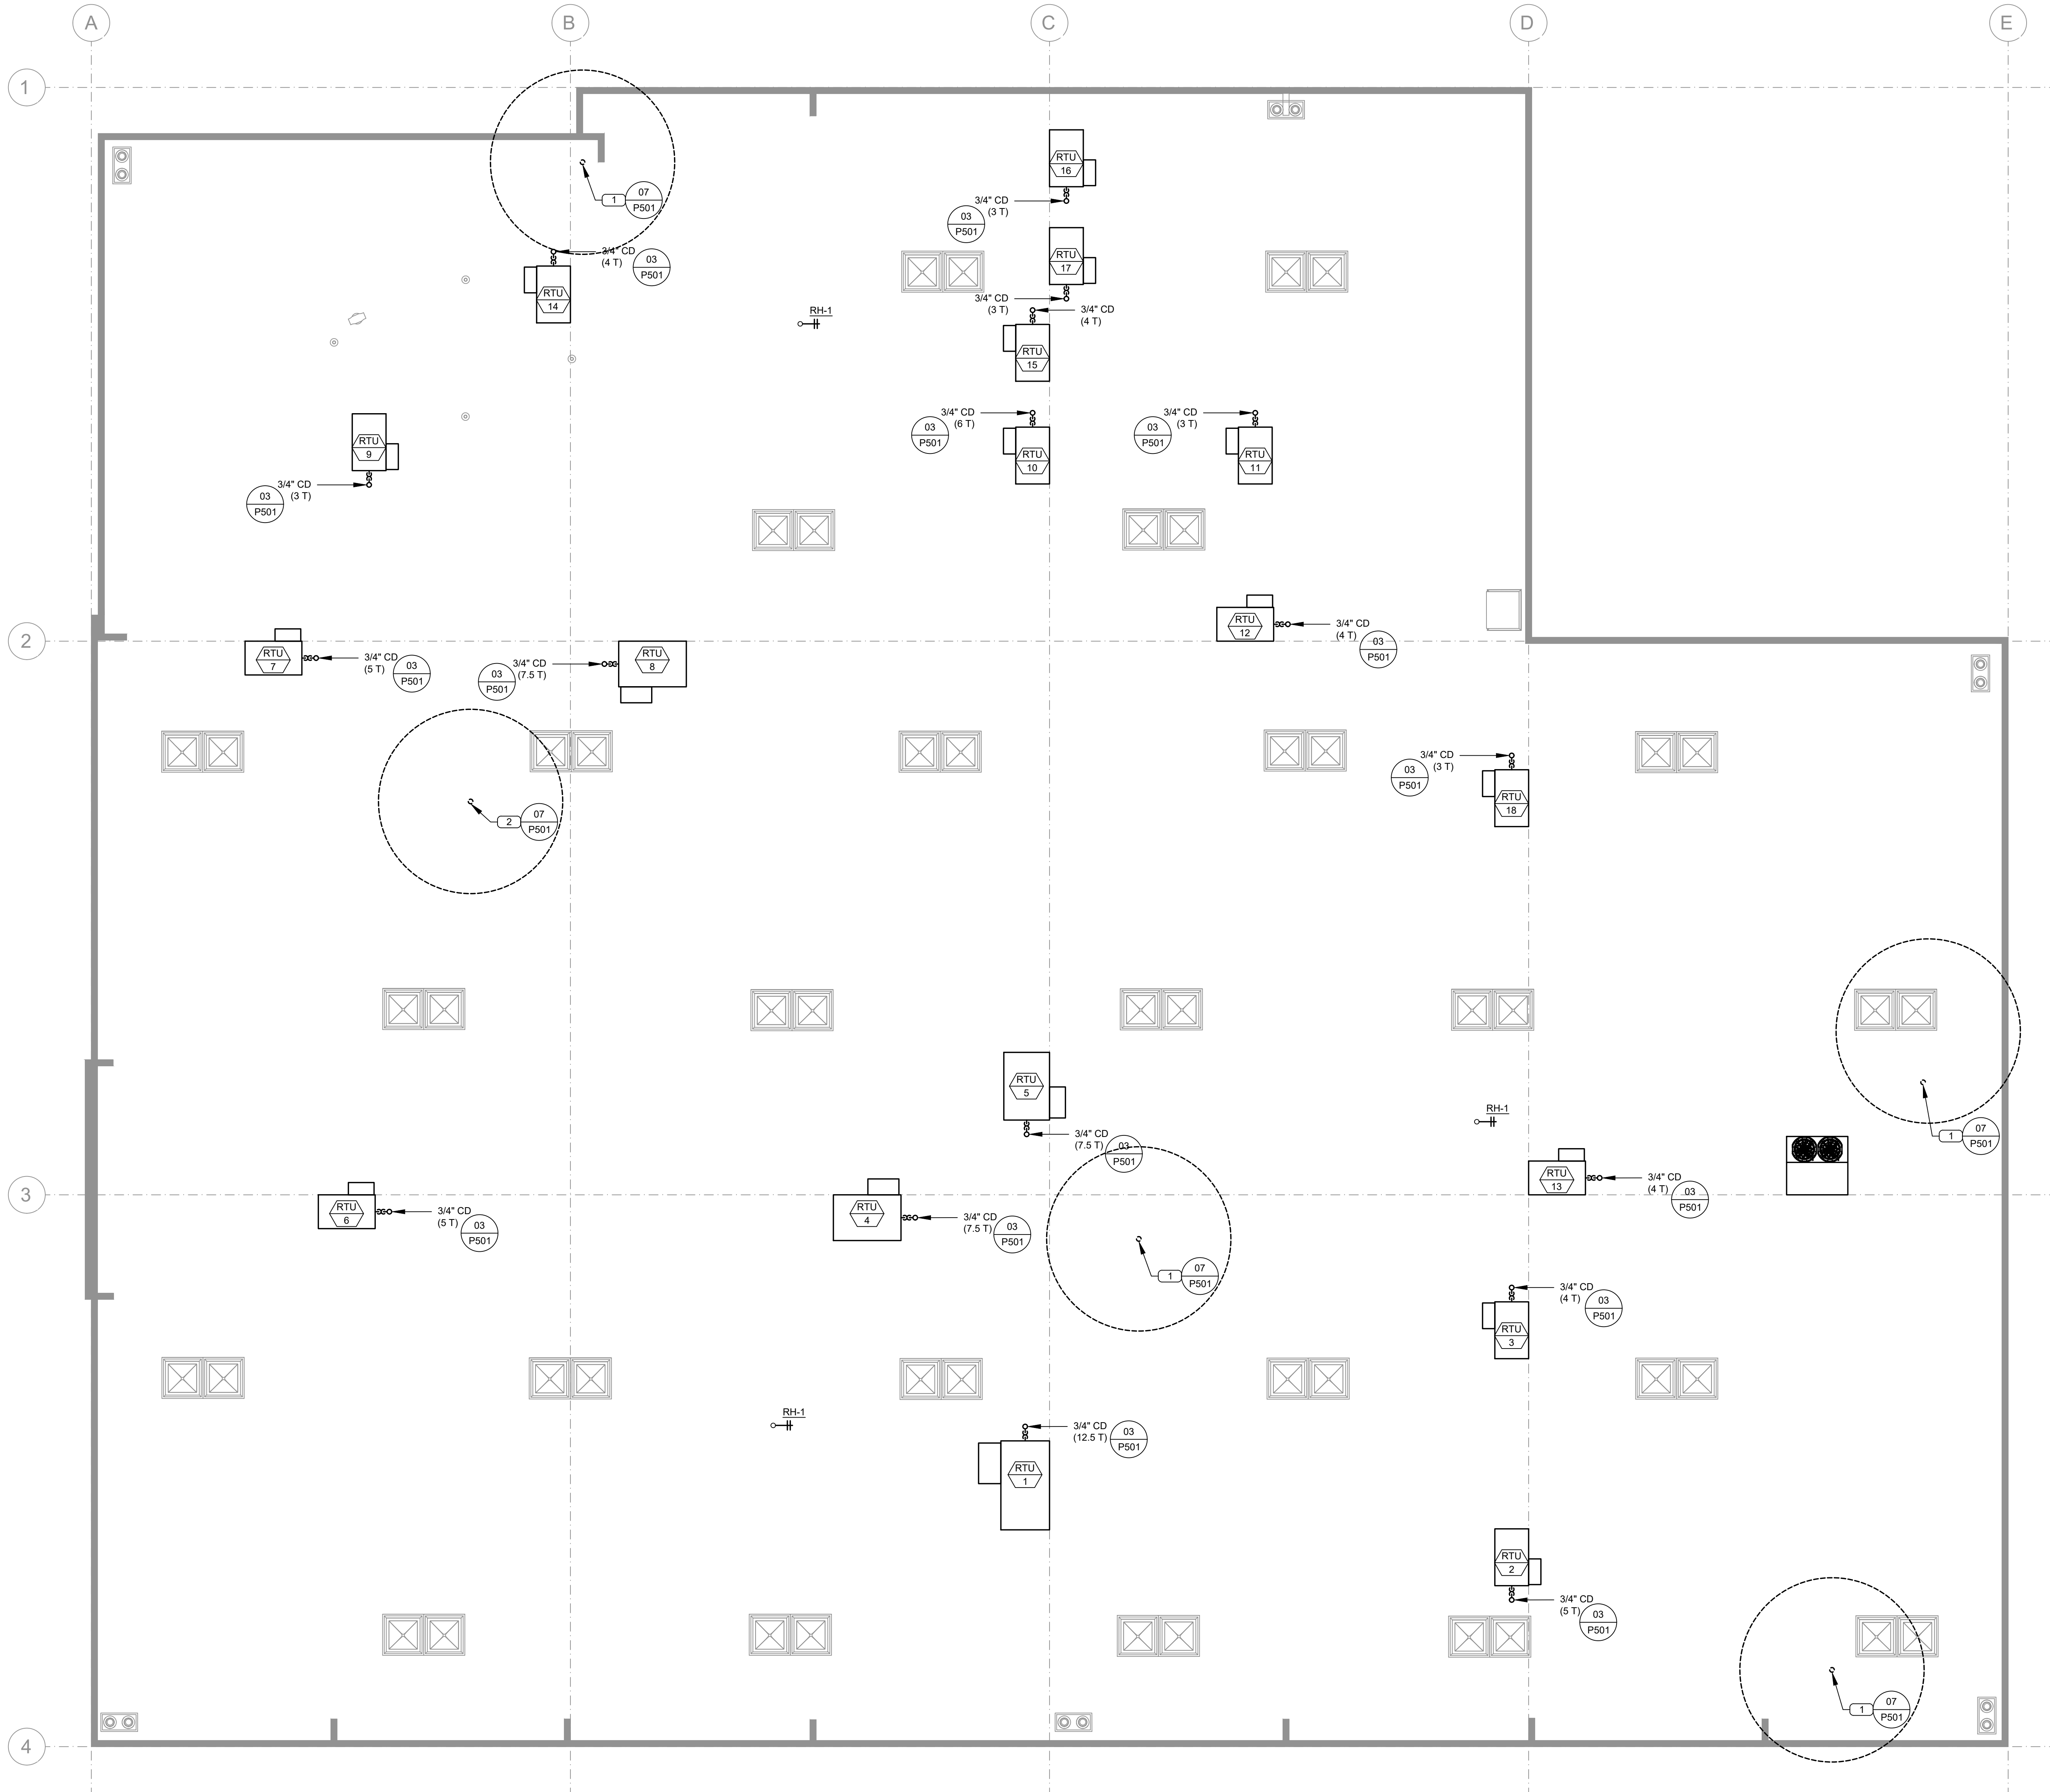 A
B
C
D
E
1
RTU
16
1
07
P501
3/4" CD
(3 T)
03
P501
3/4" CD
(4 T)
03
P501
RTU
17
RTU
14
3/4" CD
(3 T)
RH-1
3/4" CD
(4 T)
RTU
15
3/4" CD
(6 T)
03
P501
3/4" CD
(3 T)
03
P501
RTU
9
RTU
10
RTU
11
3/4" CD
(3 T)
03
P501
2
RTU
12
3/4" CD
(4 T)
03
P501
RTU
7
3/4" CD
(5 T)
03
P501
03
P501
3/4" CD
(7.5 T)
RTU
8
3/4" CD
(3 T)
03
P501
RTU
18
2
07
P501
RTU
5
RH-1
3/4" CD
(7.5 T)
03
P501
1
07
P501
3
RTU
13
3/4" CD
(4 T)
03
P501
RTU
6
3/4" CD
(5 T)
03
P501
RTU
4
3/4" CD
(7.5 T)
03
P501
1
07
P501
3/4" CD
(4 T)
03
P501
RTU
3
RH-1
3/4" CD
(12.5 T)
03
P501
RTU
1
RTU
2
3/4" CD
(5 T)
03
P501
1
07
P501
4